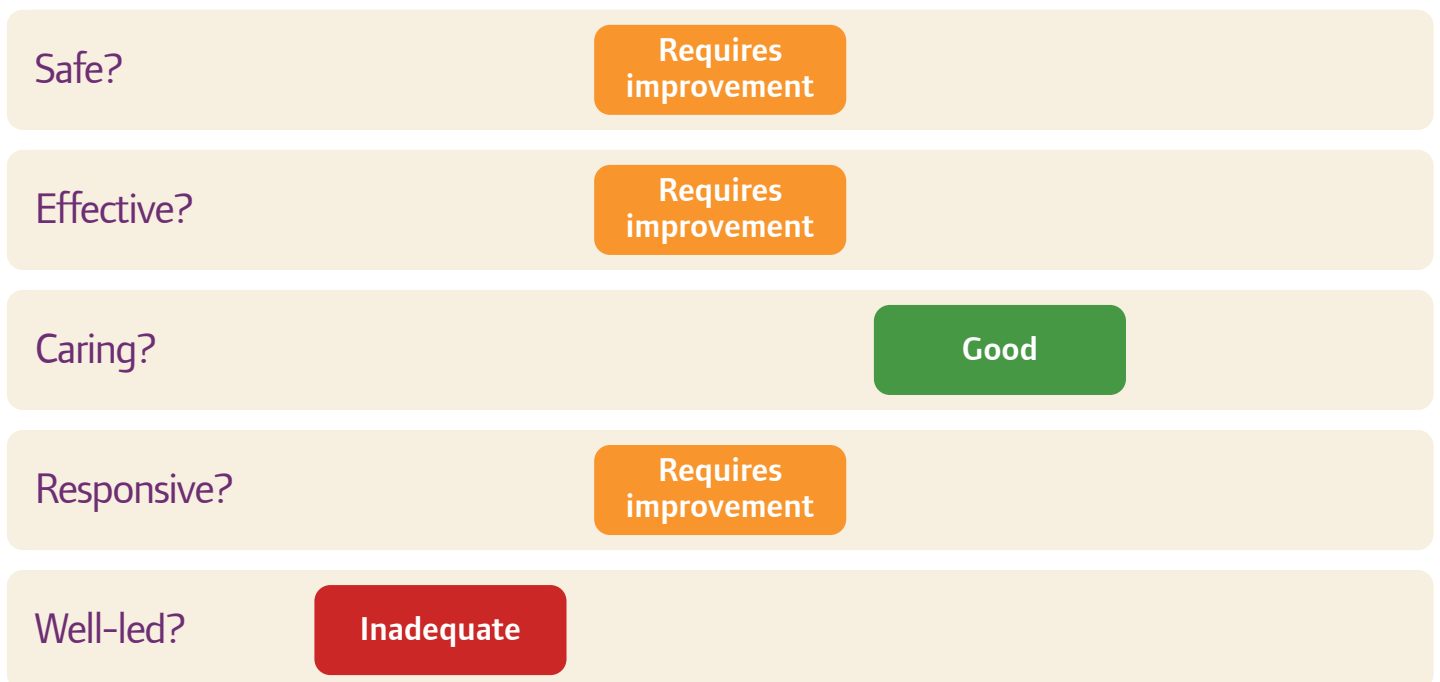 Safe?
Requires
improvement
Effective?
Requires
improvement
Caring?
Good
Responsive?
Requires
improvement
Well-led?
Inadequate